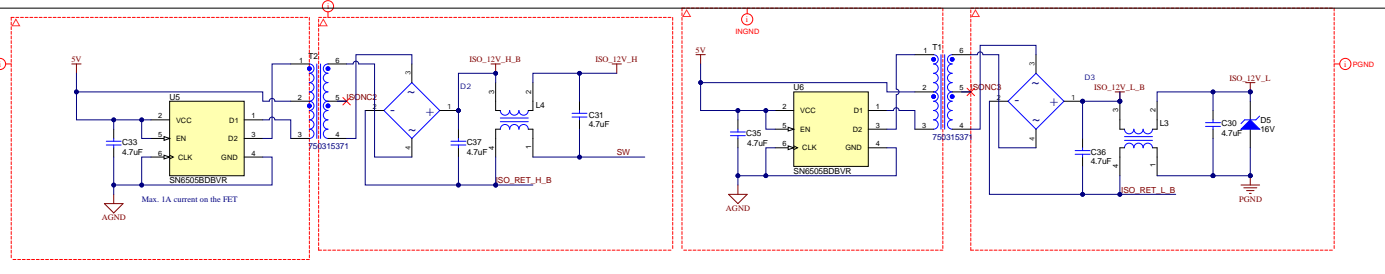 INGND
PGND
5V
T2
ISO_12V_H_B
ISO_12V_H
T1
ISO_12V_L_B
ISO_12V_L
5V
1
6
3
D2
3
2
1
6
3
D3
3
2
U5
2
5
ISONC2
2
1
L4
C31
4.7uF
U6
2
5
ISONC3
2
1
L3
C30
4.7uF
D5
16V
2
VCC
D1
1
5
EN
D2
3
6
CLK
GND
4
C33
4.7uF
3
4
750315371
4
C37
4.7uF
4
1
SW
2
VCC
D1
1
5
EN
D2
3
6
CLK
GND
4
C35
4.7uF
3
4
750315371
4
C36
4.7uF
4
1
SN6505BDBVR
ISO_RET_H_B
SN6505BDBVR
ISO_RET_L_B
Max. 1A current on the FET
AGND
AGND
PGND